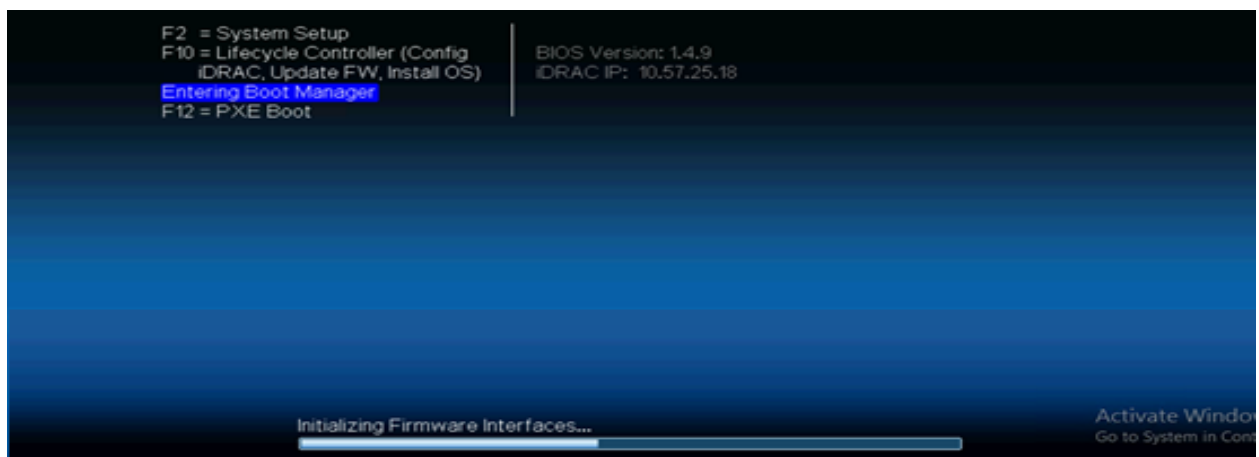 F2 = System Setup
F10 = Lifecycle Controller (Config
iDRAC, Update FW, Install OS)
Entering Boot Manager
F12 = PXE Boot
BIOS Version: 1.4.9
iDRAC IP: 10.57.25.18
Initializing Firmware Interfaces...
Activate Window
Go to System in Cont